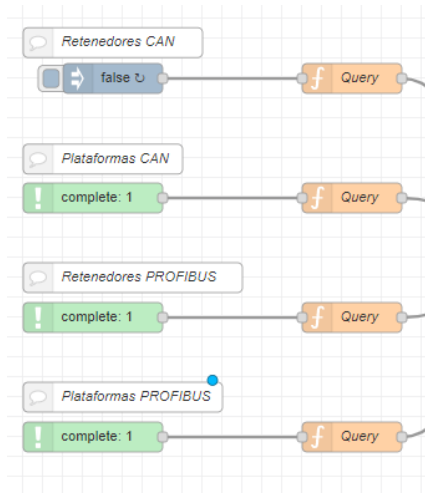 Retenedores CAN
false ↻
Query
Plataformas CAN
complete: 1
Query
Retenedores PROFIBUS
complete: 1
Query
Plataformas PROFIBUS
complete: 1
Query